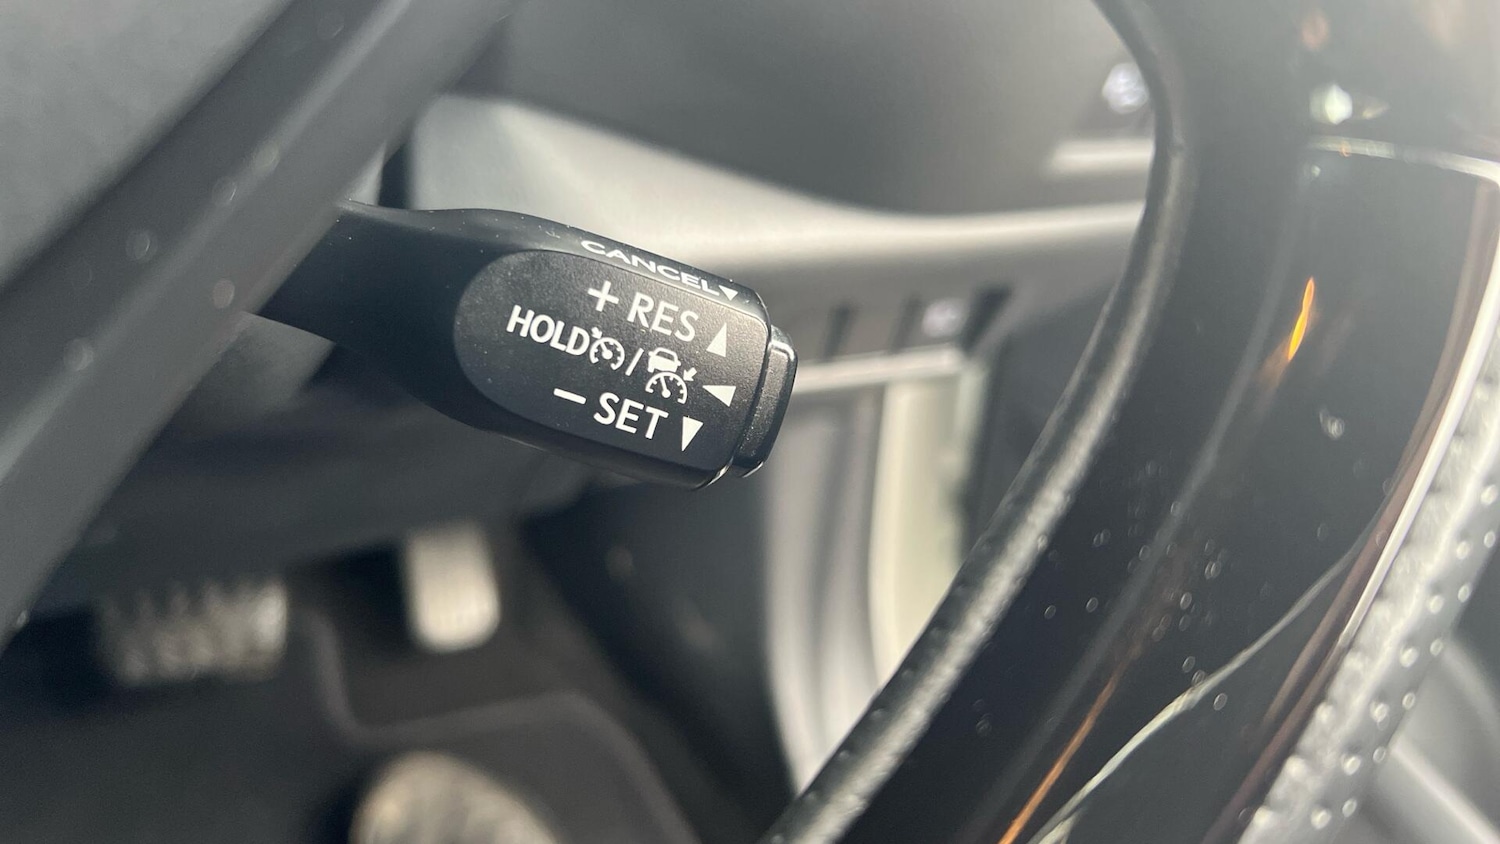 CANCEL▼
+ RES ▲
HOLD / ◀
– SET ▼